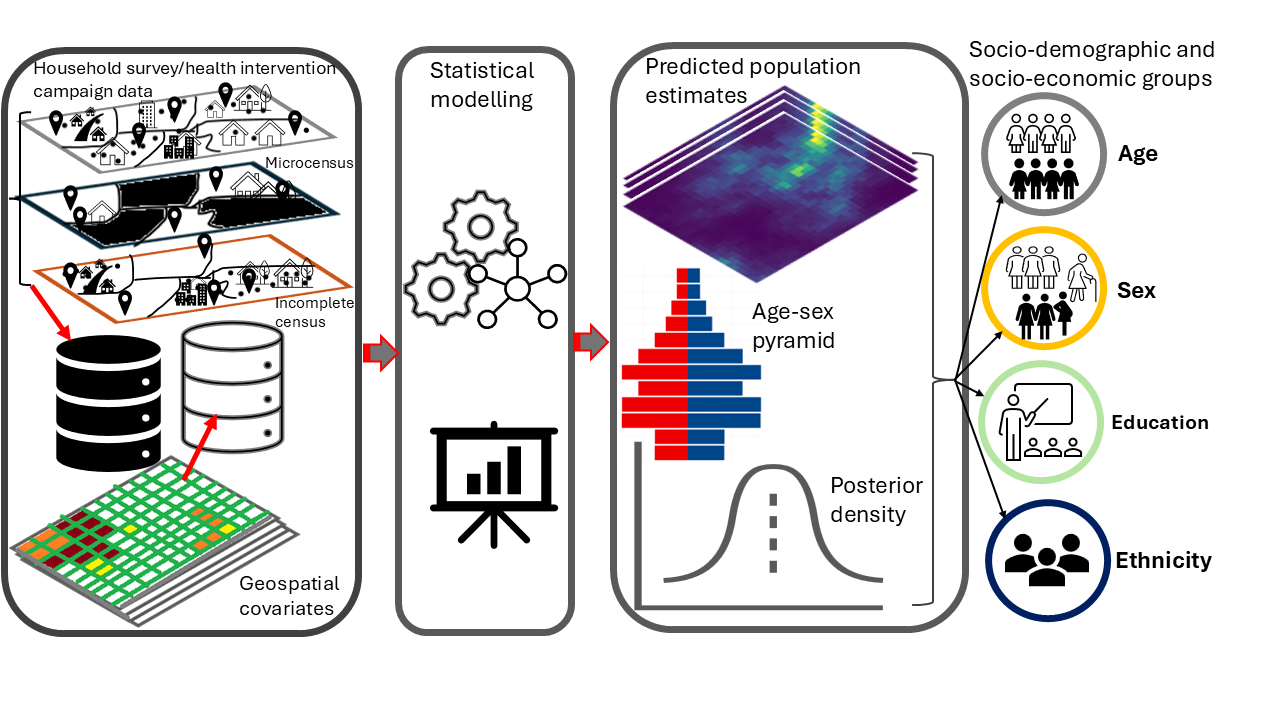 Household survey/health intervention
campaign data
Microcensus
Incomplete
census
Geospatial
covariates
Statistical
modelling
Predicted population
estimates
Age-sex
pyramid
Posterior
density
Socio-demographic and
socio-economic groups
Age
Sex
Education
Ethnicity